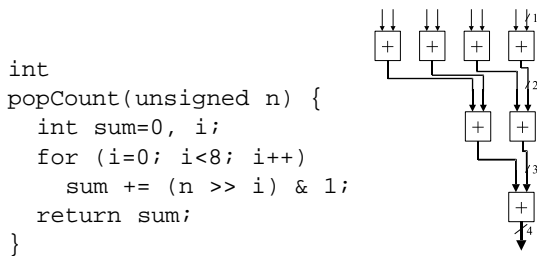 int
popCount(unsigned n) {
  int sum=0, i;
  for (i=0; i<8; i++)
    sum += (n >> i) & 1;
  return sum;
}
1
+ + + +
2
+ +
3
+
4